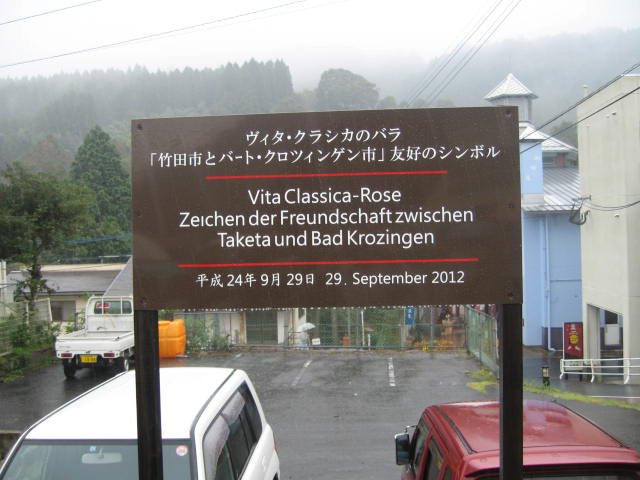 ヴィタ・クラシカのバラ
「竹田市とバート・クロツィンゲン市」友好のシンボル
Vita Classica-Rose
Zeichen der Freundschaft zwischen
Taketa und Bad Krozingen
平成24年9月29日 29. September 2012